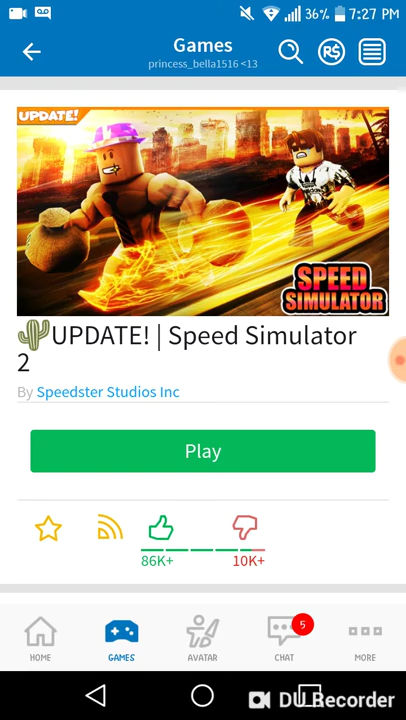 36% 7:27 PM
Games
princess_bella1516 <13
R$
UPDATE!
SPEED
SIMULATOR
🌵UPDATE! | Speed Simulator
2
By Speedster Studios Inc
Play
86K+ 10K+
5
HOME GAMES AVATAR CHAT MORE
DU Recorder